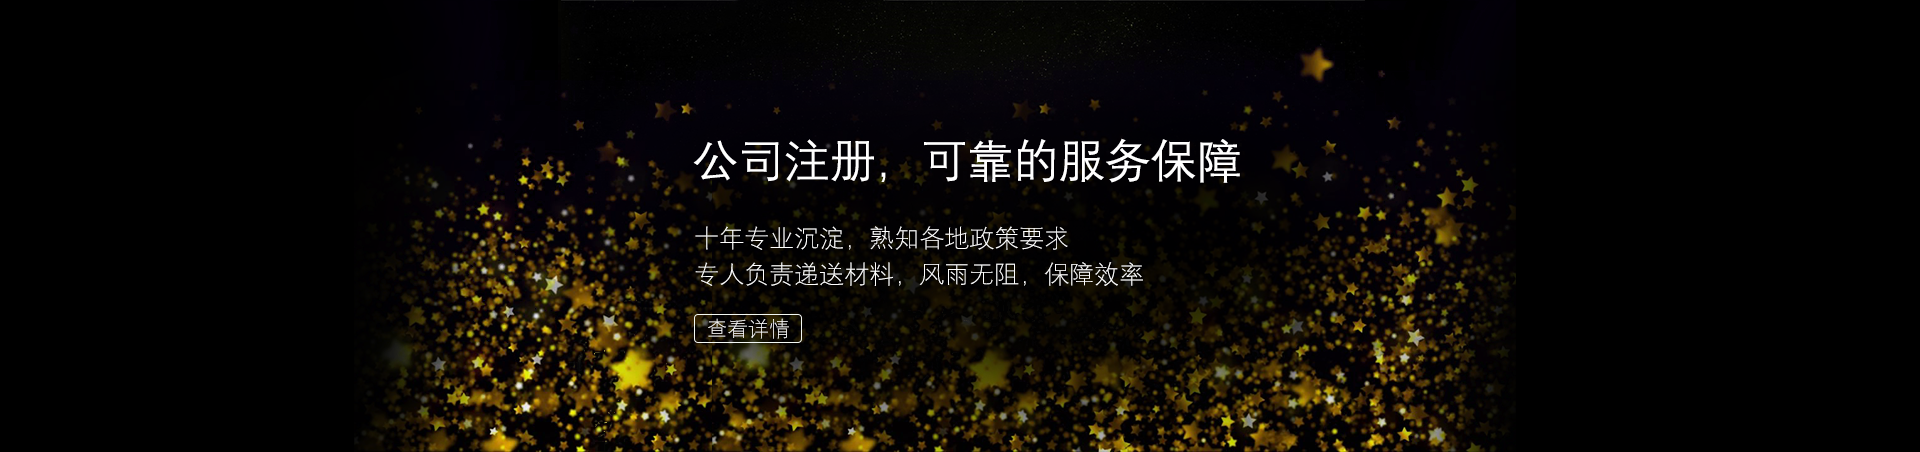 公司注册，可靠的服务保障
十年专业沉淀，熟知各地政策要求
专人负责递送材料，风雨无阻，保障效率
查看详情